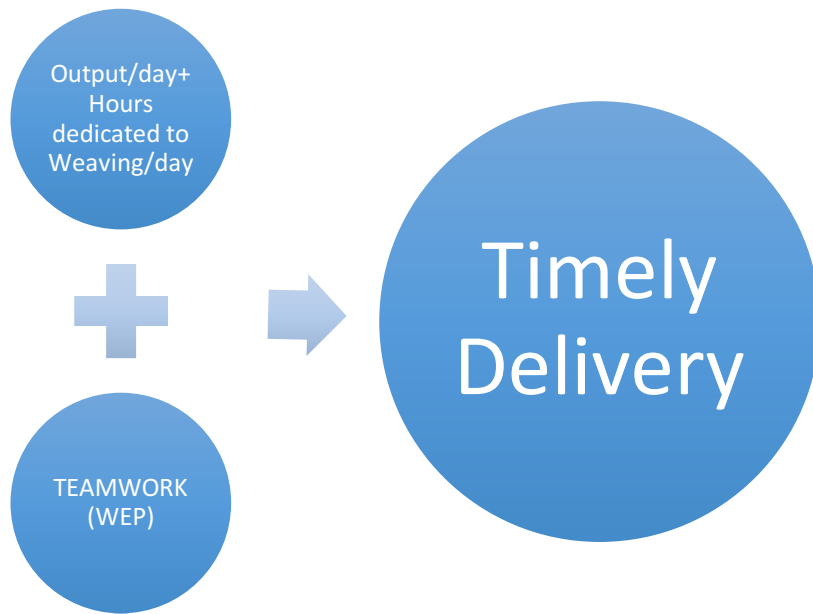 Output/day+
Hours
dedicated to
Weaving/day
TEAMWORK
(WEP)
Timely
Delivery